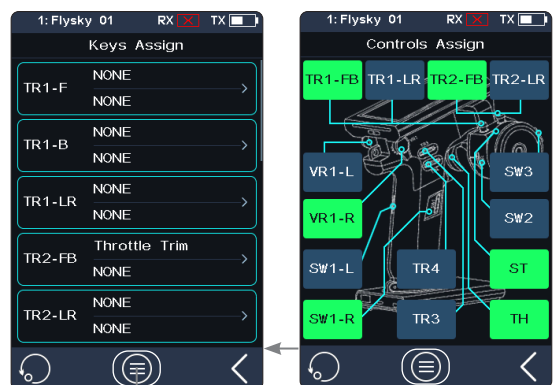 1: Flysky 01 RX TX
Keys Assign
TR1-F
NONE
NONE
TR1-B
NONE
NONE
TR1-LR
NONE
NONE
TR2-FB
Throttle Trim
NONE
TR2-LR
NONE
NONE
1: Flysky 01 RX TX
Controls Assign
TR1-FB TR1-LR TR2-FB TR2-LR
VR1-L SW3
VR1-R SW2
SW1-L TR4 ST
SW1-R TR3 TH